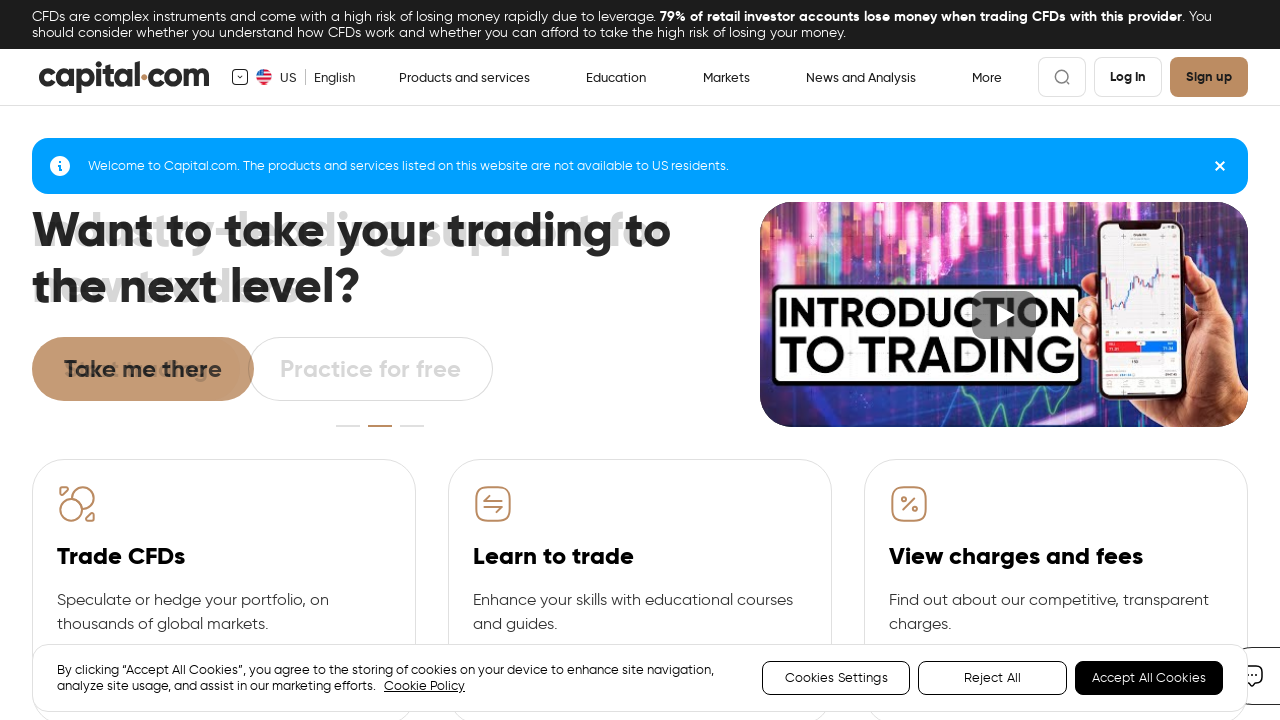 CFDs are complex instruments and come with a high risk of losing money rapidly due to leverage. 79% of retail investor accounts lose money when trading CFDs with this provider. You
should consider whether you understand how CFDs work and whether you can afford to take the high risk of losing your money.
capital.com
US English
Products and services
Education
Markets
News and Analysis
More
Log In
Sign up
Welcome to Capital.com. The products and services listed on this website are not available to US residents.
Want to take your trading to
the next level?
Take me there
Practice for free
INTRODUCTION
TO TRADING
Trade CFDs
Speculate or hedge your portfolio, on
thousands of global markets.
Learn to trade
Enhance your skills with educational courses
and guides.
View charges and fees
Find out about our competitive, transparent
charges.
By clicking “Accept All Cookies”, you agree to the storing of cookies on your device to enhance site navigation,
analyze site usage, and assist in our marketing efforts. Cookie Policy
Cookies Settings
Reject All
Accept All Cookies